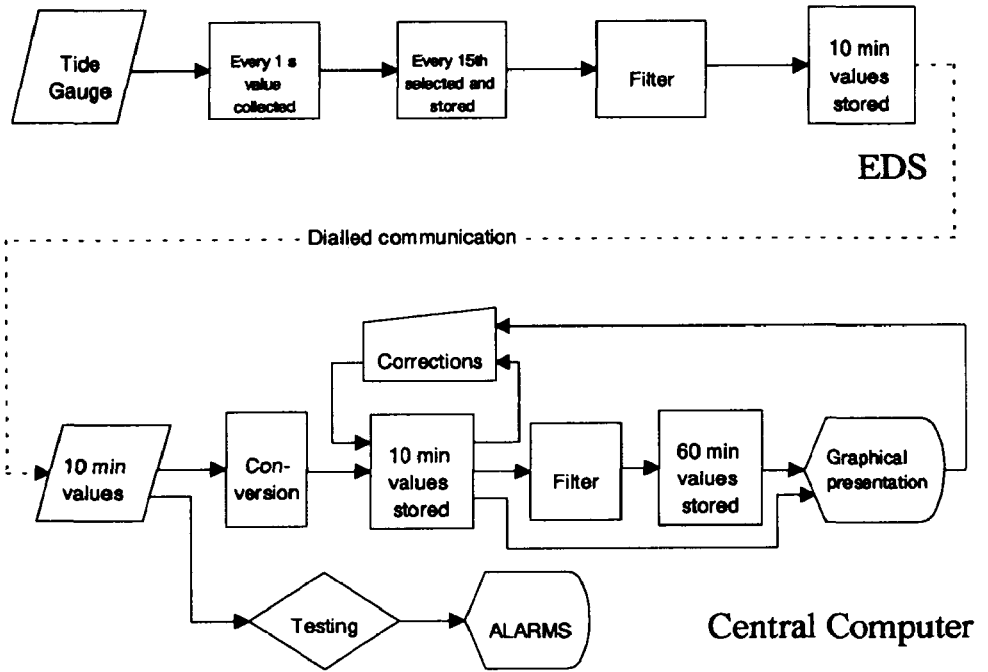 Tide
Gauge
Every 1 s
value
collected
Every 15th
selected and
stored
Filter
10 min
values
stored
EDS
Dialled communication
Corrections
10 min
values
Con-
version
10 min
values
stored
Filter
60 min
values
stored
Graphical
presentation
Testing
ALARMS
Central Computer